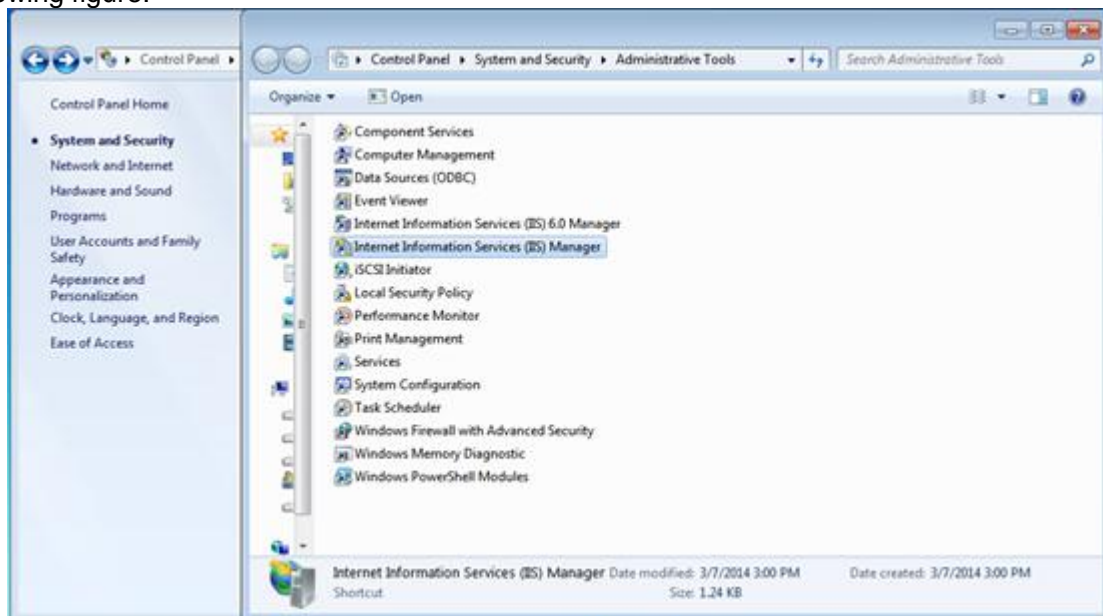 owing figure.
Control Panel
Control Panel Home
System and Security
Network and Internet
Hardware and Sound
Programs
User Accounts and Family
Safety
Appearance and
Personalization
Clock, Language, and Region
Ease of Access
Control Panel System and Security Administrative Tools
Search Administrative Tools
Organize Open
Component Services
Computer Management
Data Sources (ODBC)
Event Viewer
Internet Information Services (IIS) 6.0 Manager
Internet Information Services (IIS) Manager
iSCSI Initiator
Local Security Policy
Performance Monitor
Print Management
Services
System Configuration
Task Scheduler
Windows Firewall with Advanced Security
Windows Memory Diagnostic
Windows PowerShell Modules
Internet Information Services (IIS) Manager Date modified: 3/7/2014 3:00 PM Date created: 3/7/2014 3:00 PM
Shortcut Size: 1.24 KB